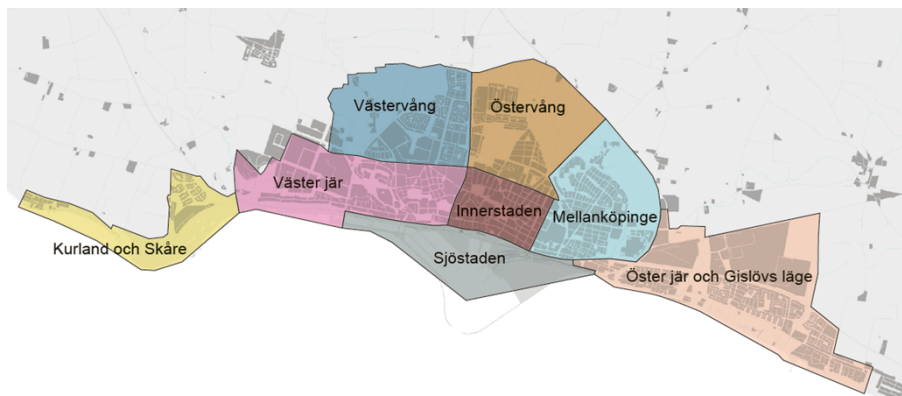 Västervång
Östervång
Väster jär
Innerstaden
Mellanköpinge
Kurland och Skåre
Sjöstaden
Öster jär och Gislövs läge